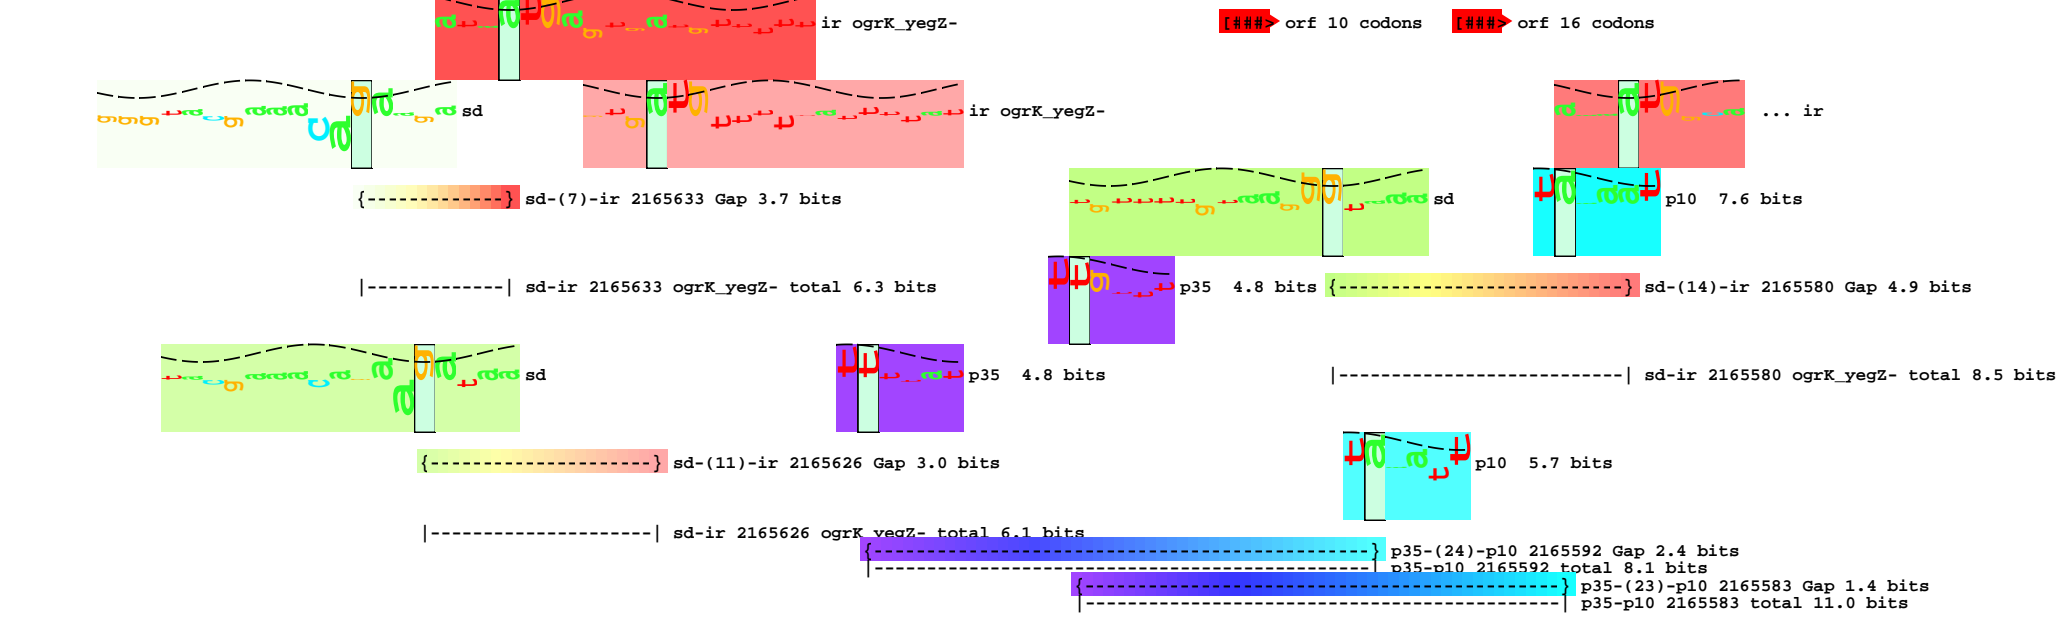 ir ogrK_yegZ-
[###> orf 10 codons
[###> orf 16 codons
sd
ir ogrK_yegZ-
... ir
{-------------} sd-(7)-ir 2165633 Gap 3.7 bits
sd
p10 7.6 bits
|-------------| sd-ir 2165633 ogrK_yegZ- total 6.3 bits
p35 4.8 bits
{----------------------------} sd-(14)-ir 2165580 Gap 4.9 bits
sd
p35 4.8 bits
|---------------------------| sd-ir 2165580 ogrK_yegZ- total 8.5 bits
{---------------------} sd-(11)-ir 2165626 Gap 3.0 bits
p10 5.7 bits
|---------------------| sd-ir 2165626 ogrK_yegZ- total 6.1 bits
{-----------------------------------------------} p35-(24)-p10 2165592 Gap 2.4 bits
|-----------------------------------------------| p35-p10 2165592 total 8.1 bits
{---------------------------------------------} p35-(23)-p10 2165583 Gap 1.4 bits
|---------------------------------------------| p35-p10 2165583 total 11.0 bits